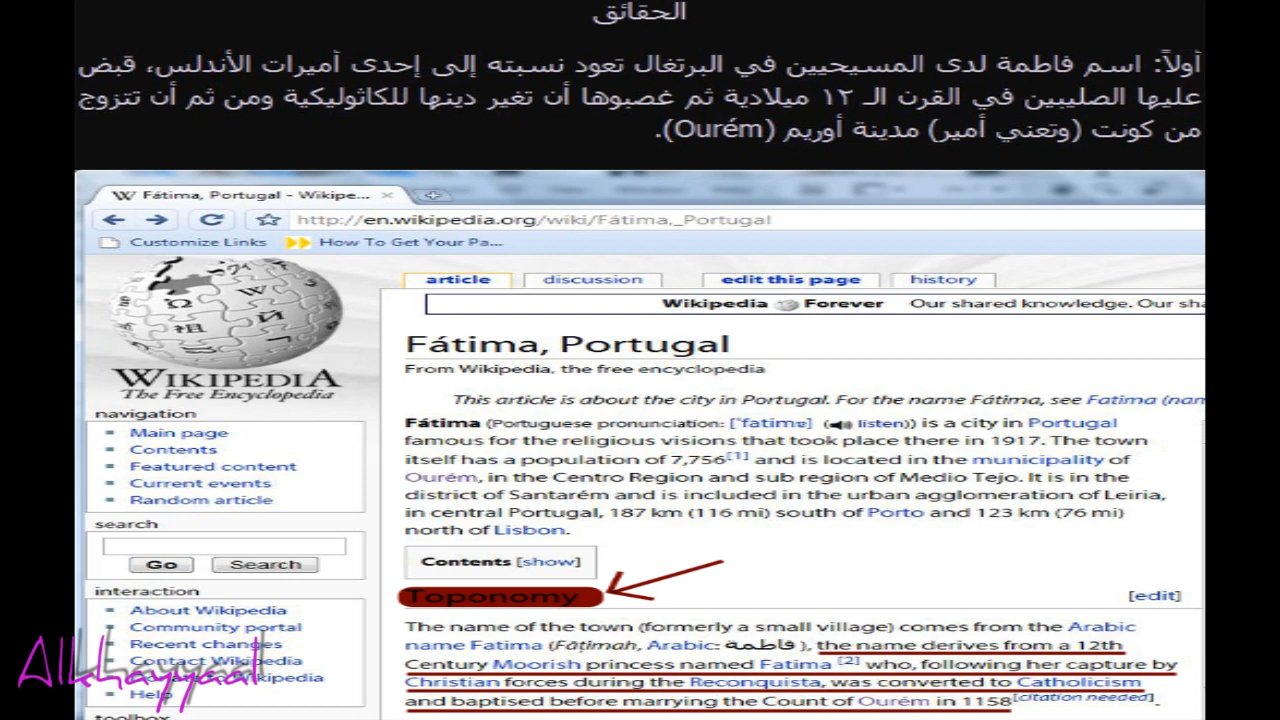 الحقائق
أولاً: اسم فاطمة لدى المسيحيين في البرتغال تعود نسبته إلى إحدى أميرات الأندلس، قبض
عليها الصليبين في القرن الـ ١٢ ميلادية ثم غصبوها أن تغير دينها للكاثوليكية ومن ثم أن تتزوج
من كونت (وتعني أمير) مدينة أوريم (Ourém).
Fátima, Portugal - Wikipe...
http://en.wikipedia.org/wiki/Fátima,_Portugal
Customize Links How To Get Your Pa...
article discussion edit this page history
Wikipedia Forever Our shared knowledge. Our sha
Fátima, Portugal
From Wikipedia, the free encyclopedia
This article is about the city in Portugal. For the name Fátima, see Fatima (nam
Fátima (Portuguese pronunciation: [ˈfatimɐ] ( listen)) is a city in Portugal
famous for the religious visions that took place there in 1917. The town
itself has a population of 7,756[1] and is located in the municipality of
Ourém, in the Centro Region and sub region of Medio Tejo. It is in the
district of Santarém and is included in the urban agglomeration of Leiria,
in central Portugal, 187 km (116 mi) south of Porto and 123 km (76 mi)
north of Lisbon.
Contents [show]
Toponomy [edit]
The name of the town (formerly a small village) comes from the Arabic
name Fatima (Fāṭimah, Arabic: فاطمة ), the name derives from a 12th
Century Moorish princess named Fatima [2] who, following her capture by
Christian forces during the Reconquista, was converted to Catholicism
and baptised before marrying the Count of Ourém in 1158[citation needed].
WIKIPEDIA
The Free Encyclopedia
navigation
Main page
Contents
Featured content
Current events
Random article
search
Go Search
interaction
About Wikipedia
Community portal
Recent changes
Contact Wikipedia
Donate to Wikipedia
Help
toolbox
Alkhayyaal